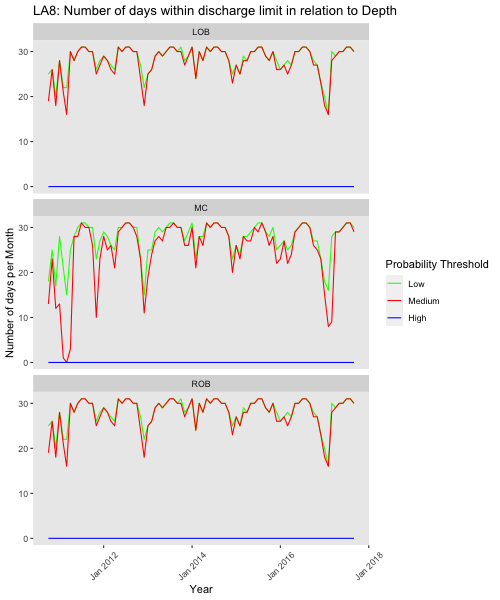 LA8: Number of days within discharge limit in relation to Depth
LOB
30
20
10
0
MC
30
20
10
0
ROB
30
20
10
0
Number of days per Month
Jan 2012
Jan 2014
Jan 2016
Jan 2018
Year
Probability Threshold
Low
Medium
High